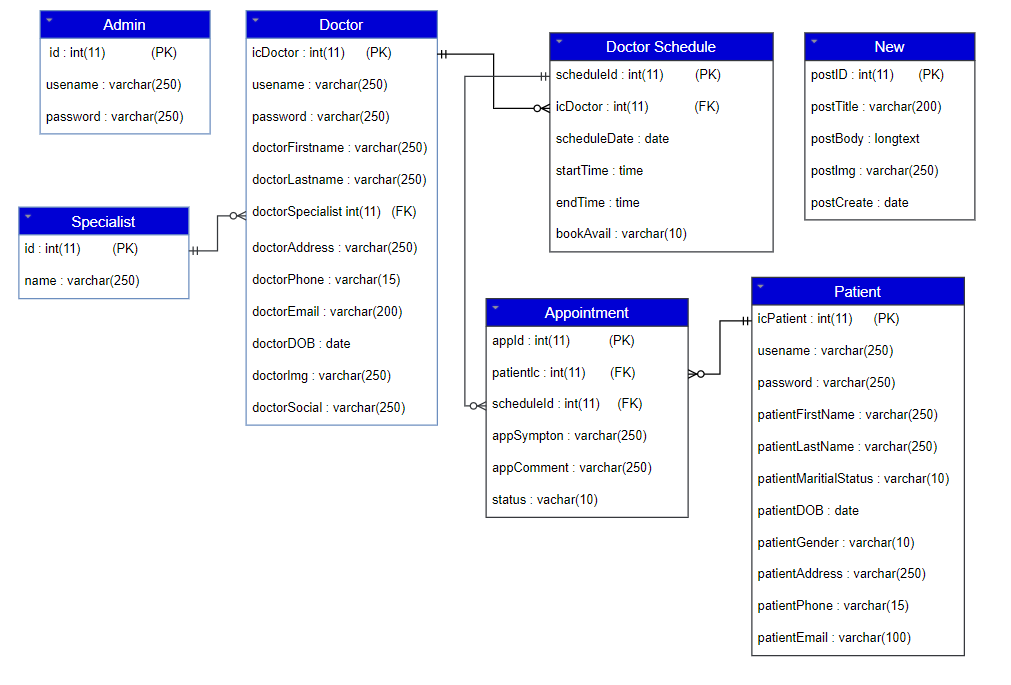 Admin
id : int(11) (PK)
usename : varchar(250)
password : varchar(250)
Doctor
icDoctor : int(11) (PK)
usename : varchar(250)
password : varchar(250)
doctorFirstname : varchar(250)
doctorLastname : varchar(250)
doctorSpecialist int(11) (FK)
doctorAddress : varchar(250)
doctorPhone : varchar(15)
doctorEmail : varchar(200)
doctorDOB : date
doctorImg : varchar(250)
doctorSocial : varchar(250)
Doctor Schedule
scheduleId : int(11) (PK)
icDoctor : int(11) (FK)
scheduleDate : date
startTime : time
endTime : time
bookAvail : varchar(10)
New
postID : int(11) (PK)
postTitle : varchar(200)
postBody : longtext
postImg : varchar(250)
postCreate : date
Specialist
id : int(11) (PK)
name : varchar(250)
Appointment
appId : int(11) (PK)
patientIc : int(11) (FK)
scheduleId : int(11) (FK)
appSympton : varchar(250)
appComment : varchar(250)
status : vachar(10)
Patient
icPatient : int(11) (PK)
usename : varchar(250)
password : varchar(250)
patientFirstName : varchar(250)
patientLastName : varchar(250)
patientMaritialStatus : varchar(10)
patientDOB : date
patientGender : varchar(10)
patientAddress : varchar(250)
patientPhone : varchar(15)
patientEmail : varchar(100)